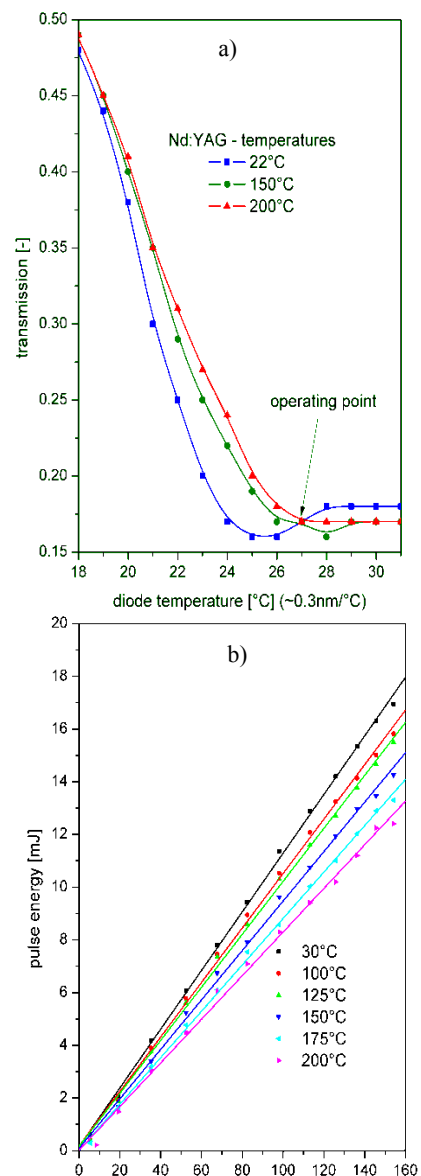 a)
0.50
0.45
0.40
0.35
0.30
0.25
0.20
0.15
transmission [-]
Nd:YAG - temperatures
22°C
150°C
200°C
operating point
18 20 22 24 26 28 30
diode temperature [°C] (~0.3nm/°C)
b)
20
18
16
14
12
10
8
6
4
2
0
pulse energy [mJ]
30°C
100°C
125°C
150°C
175°C
200°C
0 20 40 60 80 100 120 140 160